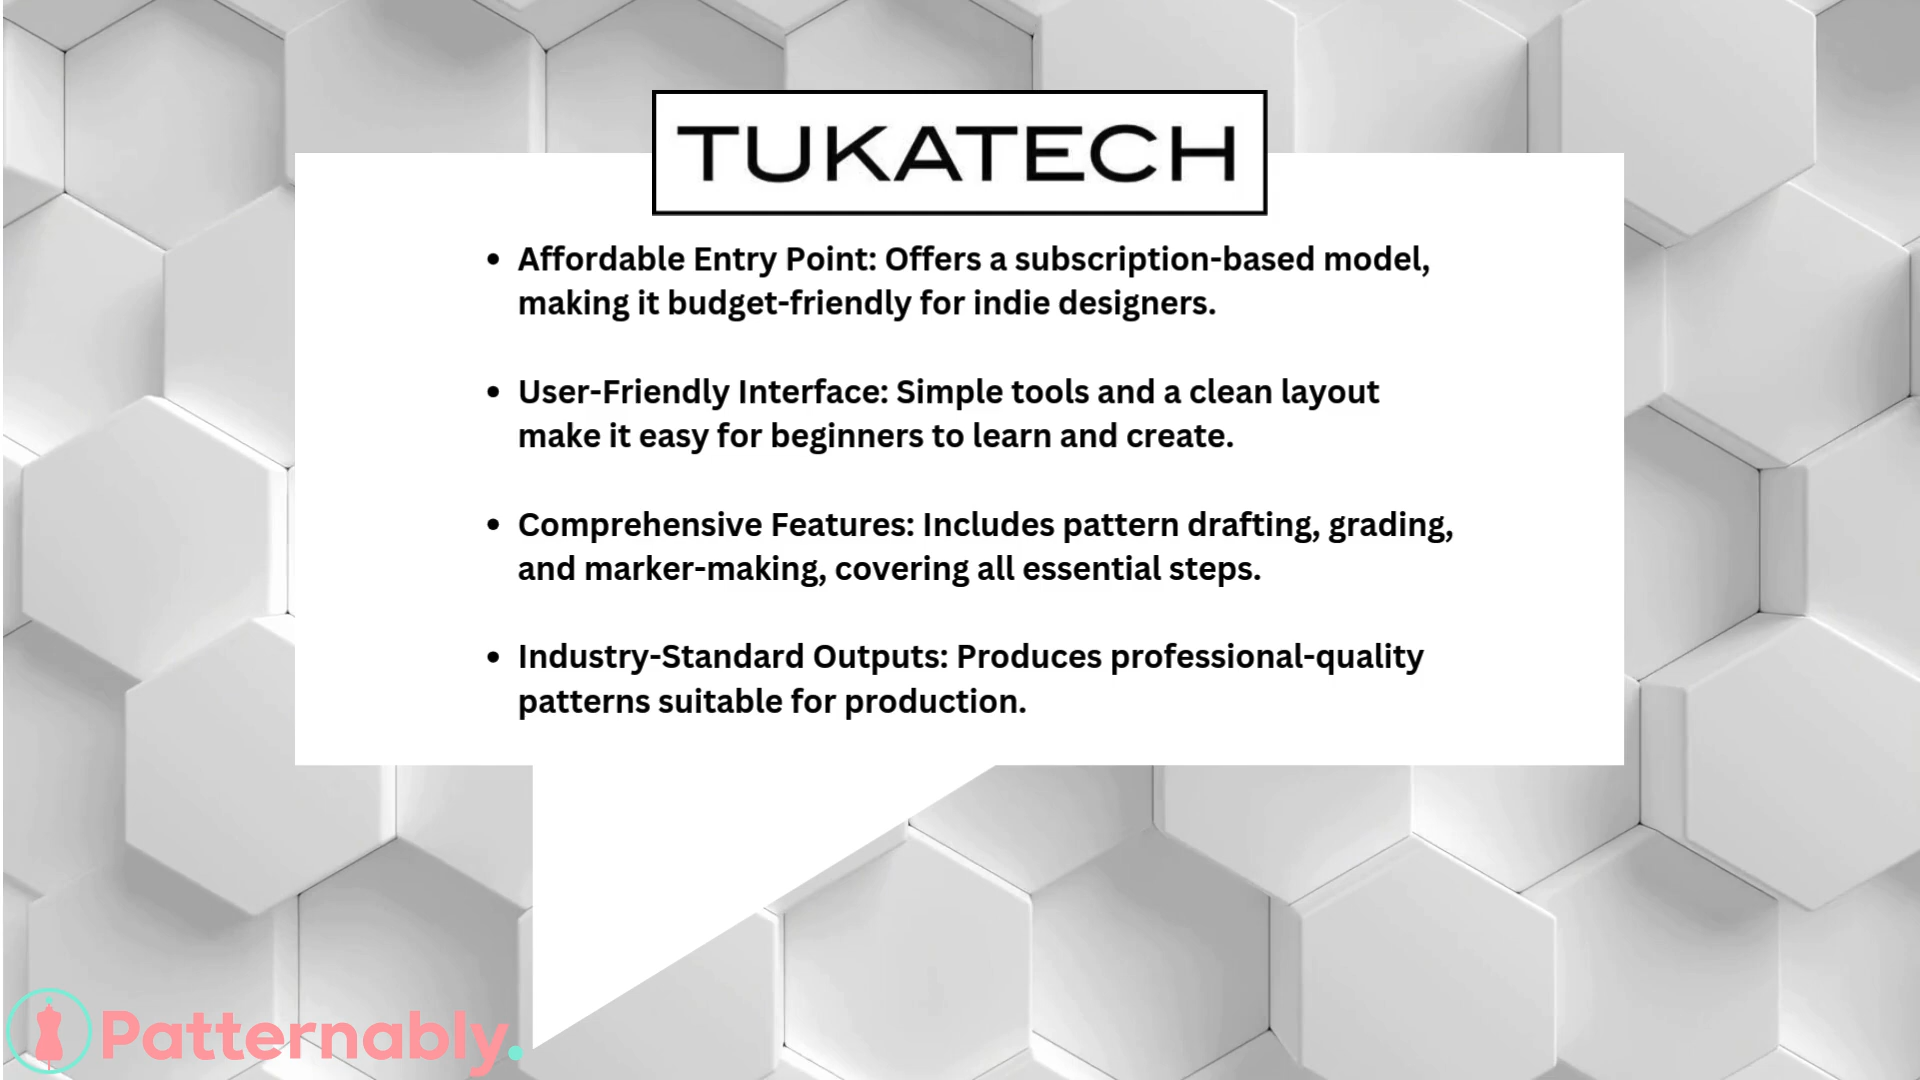 TUKATECH
• Affordable Entry Point: Offers a subscription-based model,
making it budget-friendly for indie designers.
• User-Friendly Interface: Simple tools and a clean layout
make it easy for beginners to learn and create.
• Comprehensive Features: Includes pattern drafting, grading,
and marker-making, covering all essential steps.
• Industry-Standard Outputs: Produces professional-quality
patterns suitable for production.
Patternably.